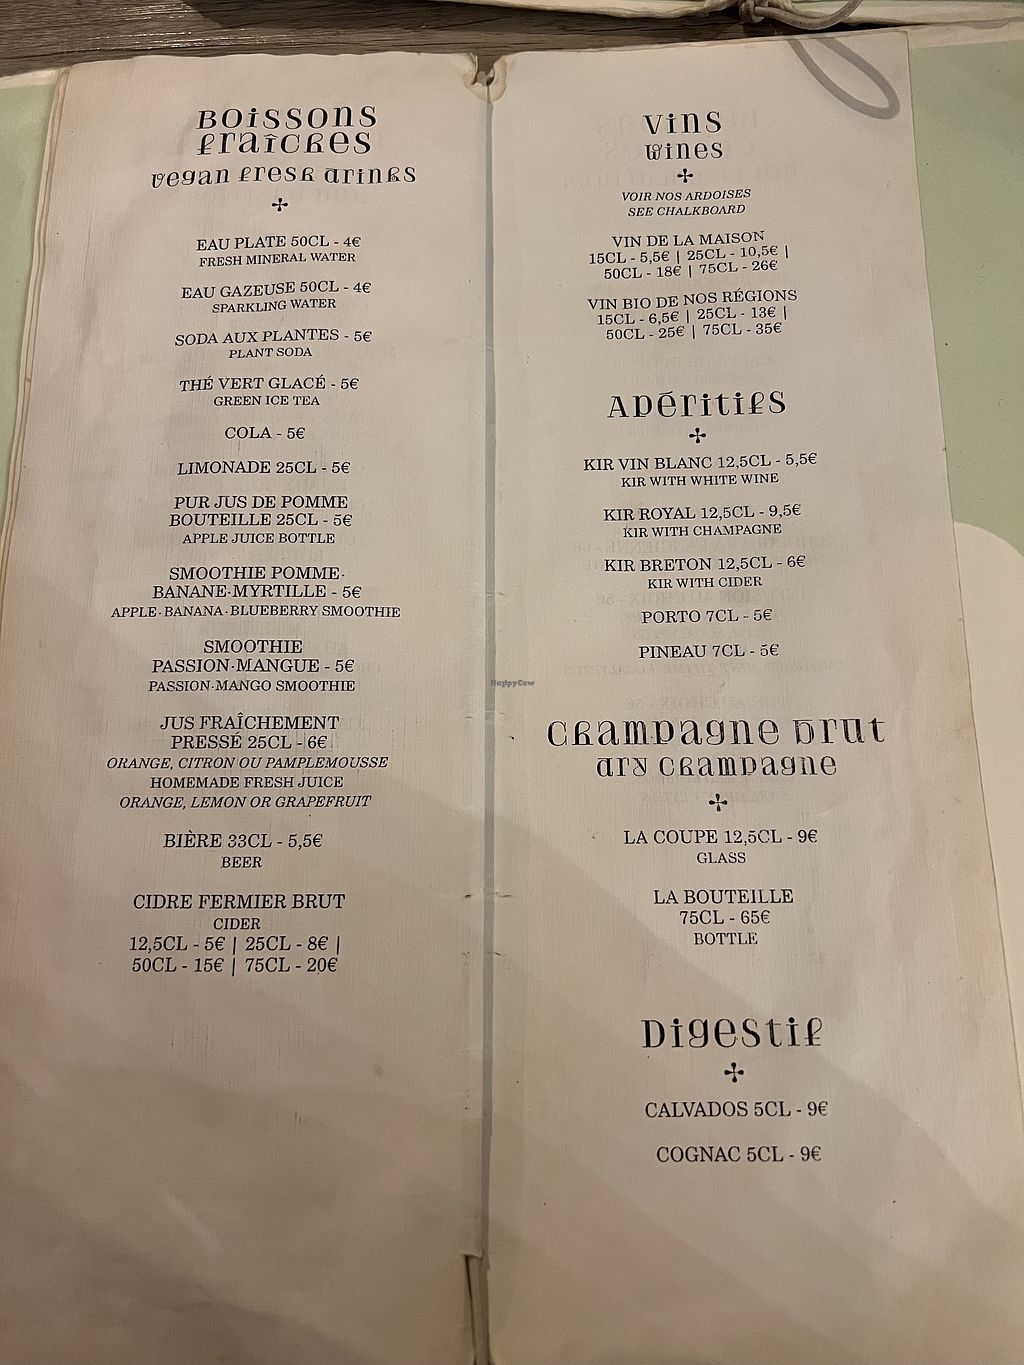 BOISSONS
FRAÎCHES
VEGAN FRESH DRINKS
EAU PLATE 50CL - 4€
FRESH MINERAL WATER
EAU GAZEUSE 50CL - 4€
SPARKLING WATER
SODA AUX PLANTES - 5€
PLANT SODA
THÉ VERT GLACÉ - 5€
GREEN ICE TEA
COLA - 5€
LIMONADE 25CL - 5€
PUR JUS DE POMME
BOUTEILLE 25CL - 5€
APPLE JUICE BOTTLE
SMOOTHIE POMME·
BANANE·MYRTILLE - 5€
APPLE·BANANA·BLUEBERRY SMOOTHIE
SMOOTHIE
PASSION·MANGUE - 5€
PASSION·MANGO SMOOTHIE
JUS FRAÎCHEMENT
PRESSÉ 25CL - 6€
ORANGE, CITRON OU PAMPLEMOUSSE
HOMEMADE FRESH JUICE
ORANGE, LEMON OR GRAPEFRUIT
BIÈRE 33CL - 5,5€
BEER
CIDRE FERMIER BRUT
CIDER
12,5CL - 5€ | 25CL - 8€ |
50CL - 15€ | 75CL - 20€
VINS
WINES
VOIR NOS ARDOISES
SEE CHALKBOARD
VIN DE LA MAISON
15CL - 5,5€ | 25CL - 10,5€ |
50CL - 18€ | 75CL - 26€
VIN BIO DE NOS RÉGIONS
15CL - 6,5€ | 25CL - 13€ |
50CL - 25€ | 75CL - 35€
APÉRITIFS
KIR VIN BLANC 12,5CL - 5,5€
KIR WITH WHITE WINE
KIR ROYAL 12,5CL - 9,5€
KIR WITH CHAMPAGNE
KIR BRETON 12,5CL - 6€
KIR WITH CIDER
PORTO 7CL - 5€
PINEAU 7CL - 5€
HappyCow
CHAMPAGNE BRUT
DRY CHAMPAGNE
LA COUPE 12,5CL - 9€
GLASS
LA BOUTEILLE
75CL - 65€
BOTTLE
DIGESTIF
CALVADOS 5CL - 9€
COGNAC 5CL - 9€